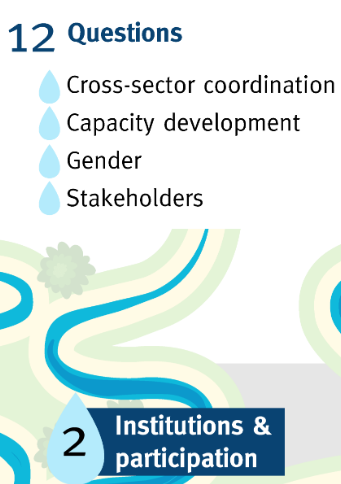 12 Questions
Cross-sector coordination
Capacity development
Gender
Stakeholders
2
Institutions &
participation